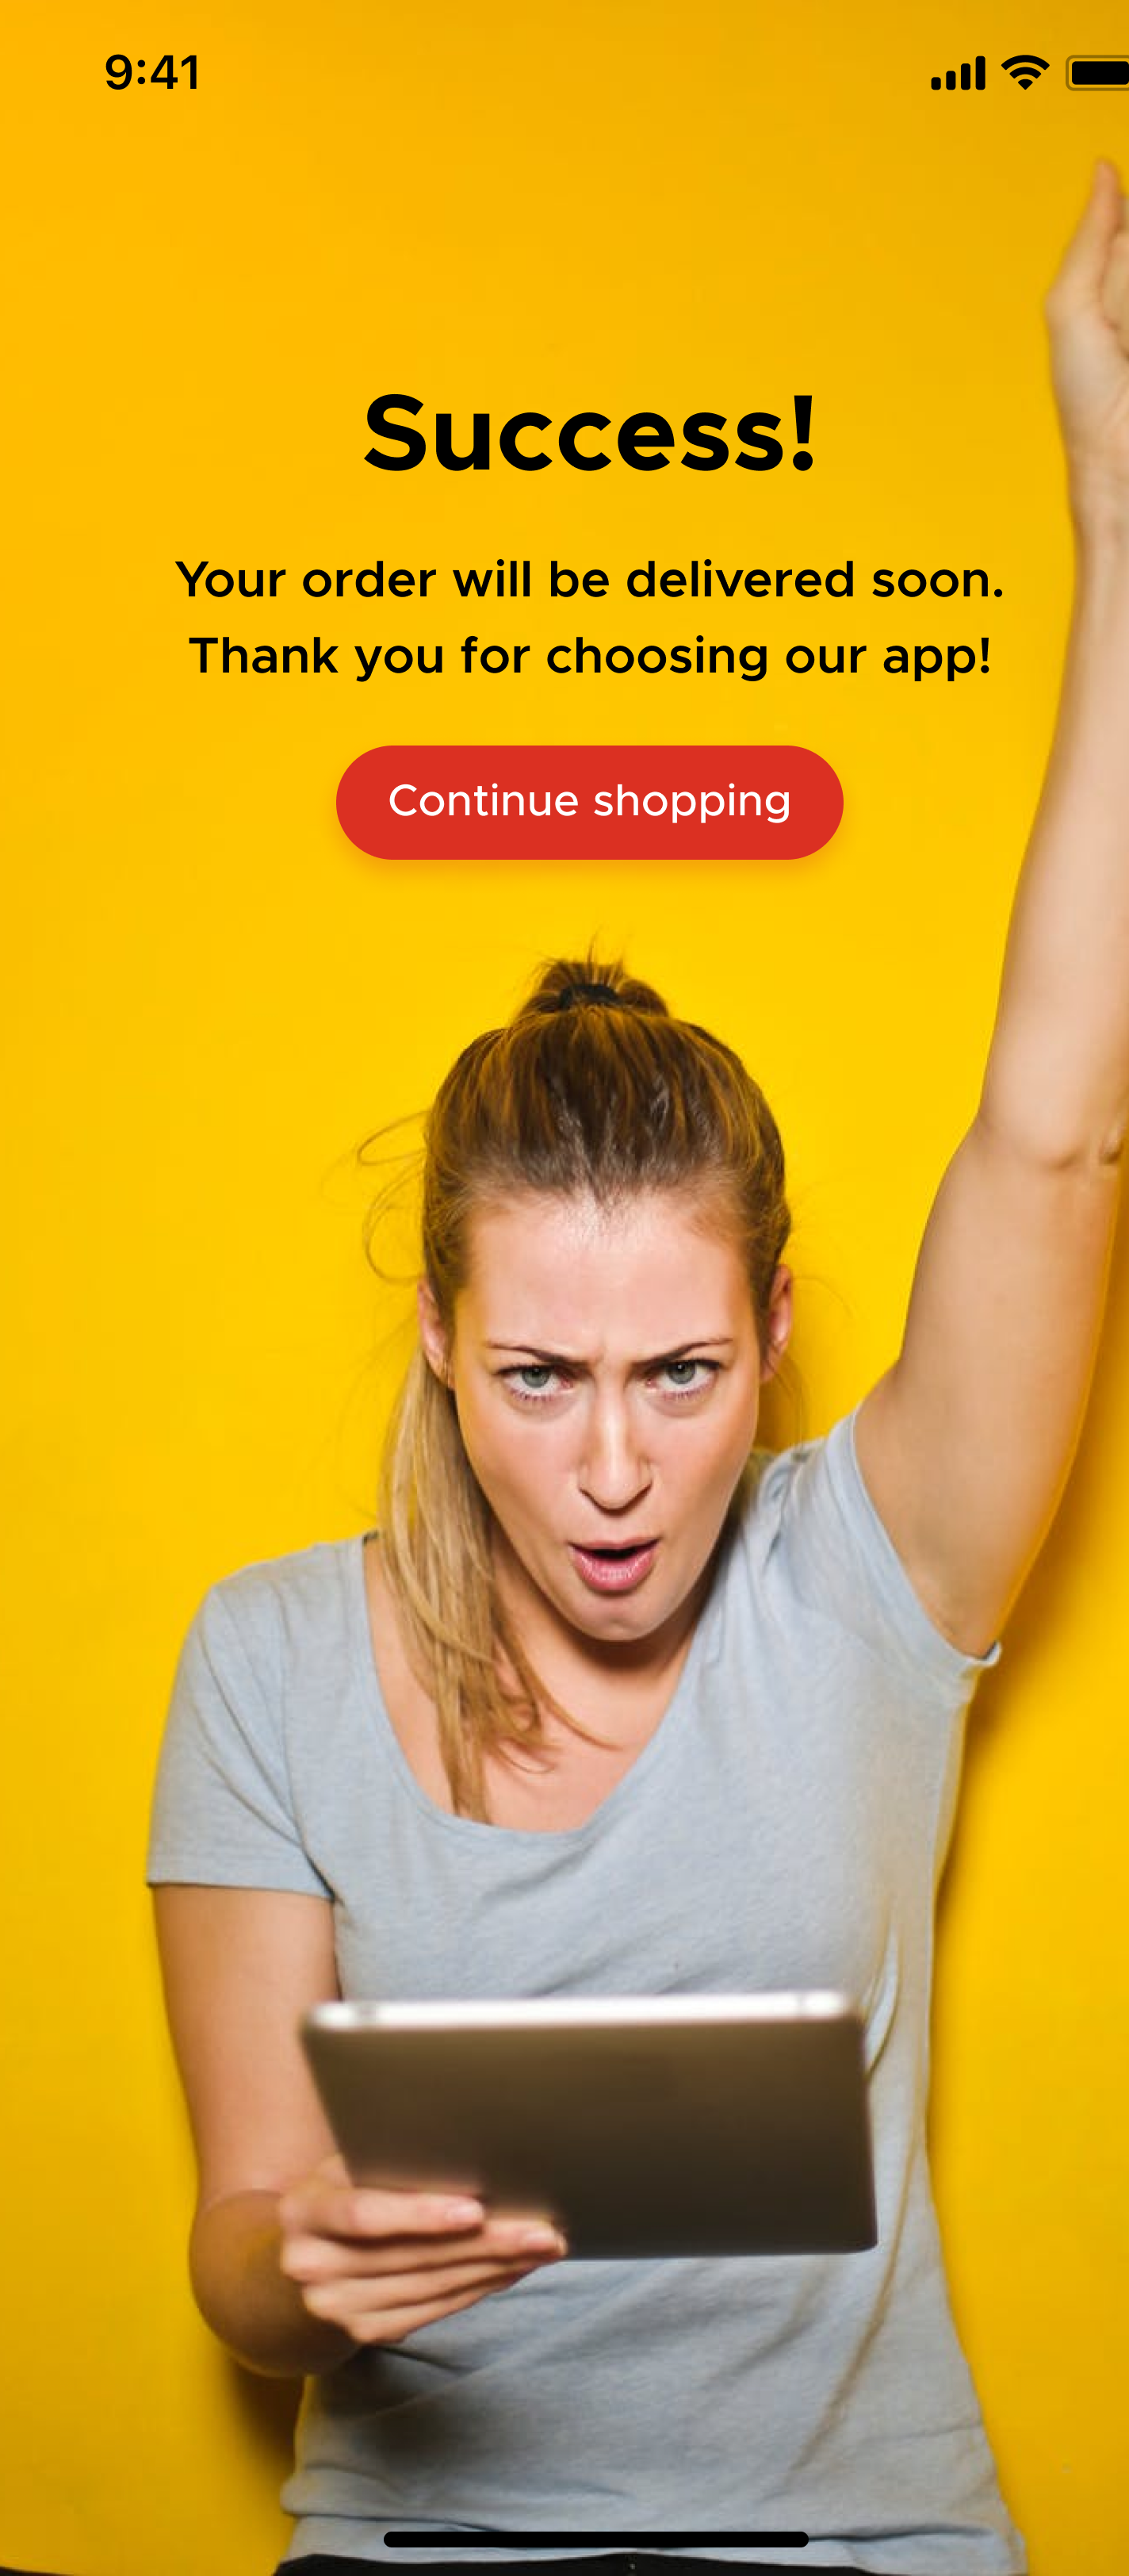 9:41
Success!
Your order will be delivered soon.
Thank you for choosing our app!
Continue shopping